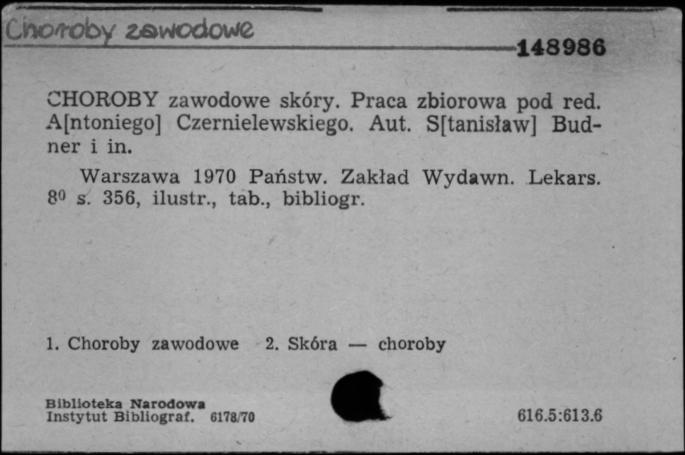 Choroby zawodowe
148986
CHOROBY zawodowe skóry. Praca zbiorowa pod red.
A[ntoniego] Czernielewskiego. Aut. S[tanisław] Bud-
ner i in.
Warszawa 1970 Państw. Zakład Wydawn. Lekars.
8⁰ s. 356, ilustr., tab., bibliogr.
1. Choroby zawodowe 2. Skóra — choroby
Biblioteka Narodowa
Instytut Bibliograf. 6178/70
616.5:613.6